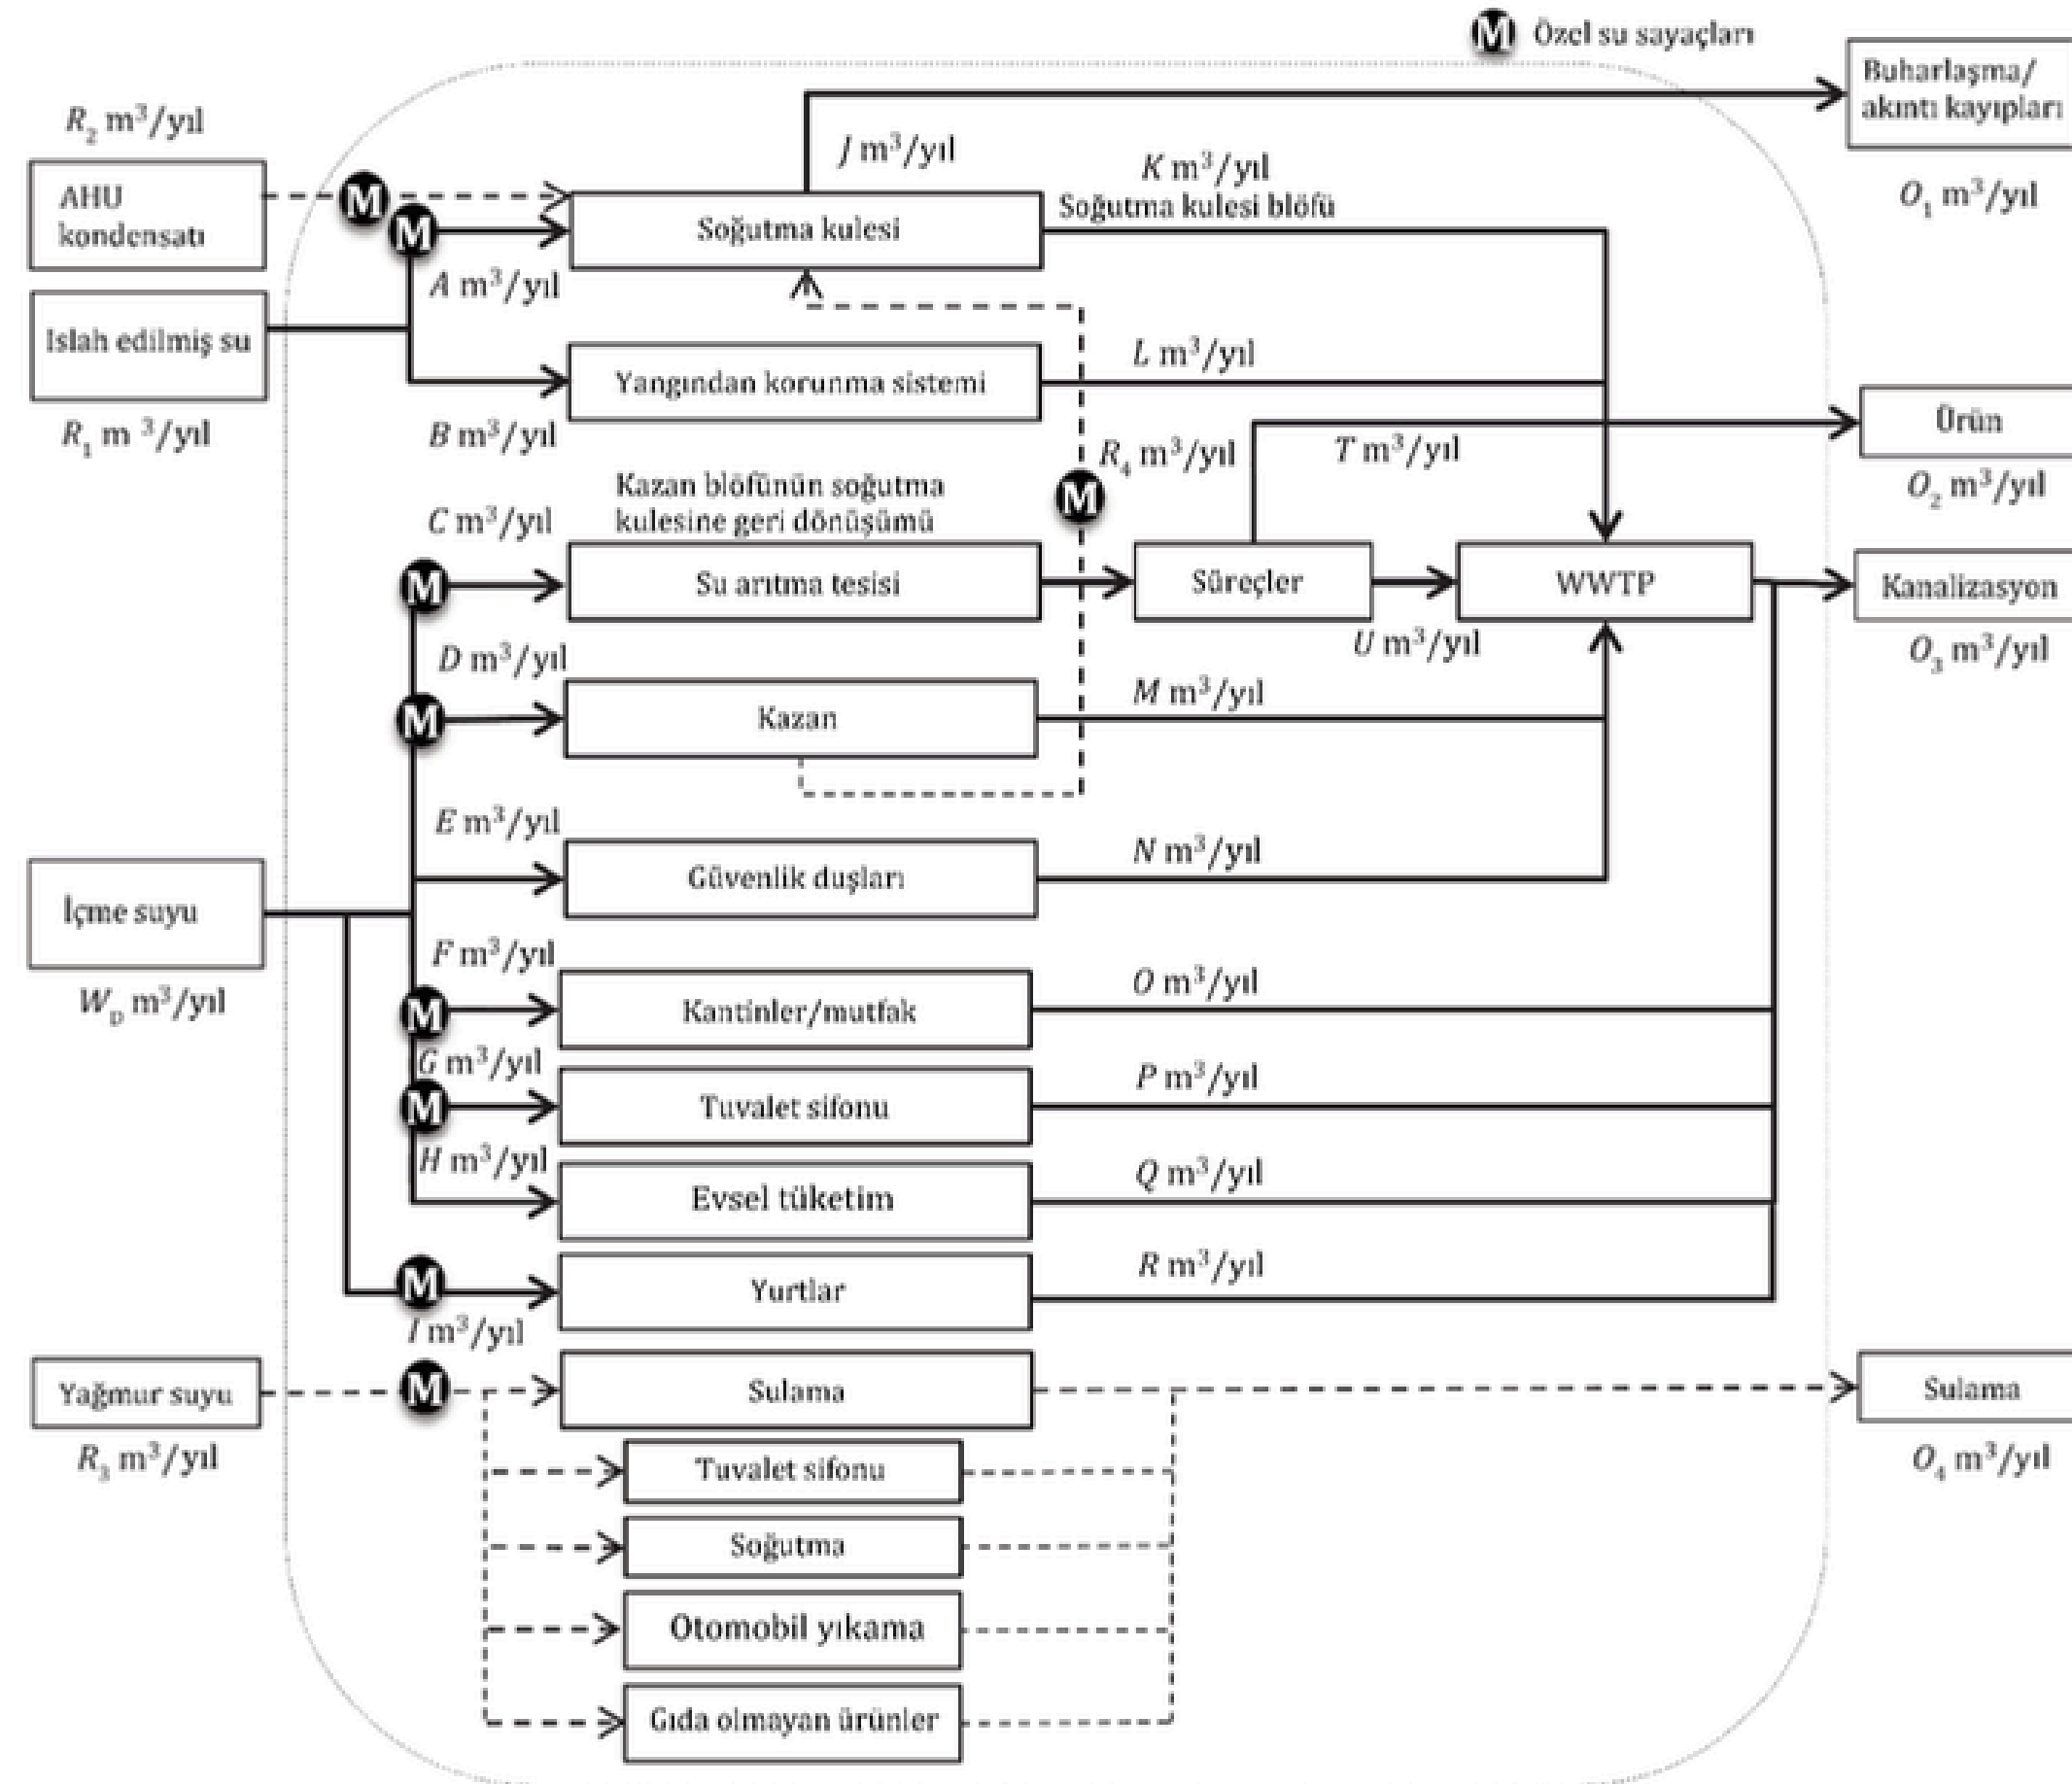 M Özel su sayaçları
Buharlaşma/
akıntı kayıpları
O₁ m³/yıl
R₂ m³/yıl
AHU
kondensatı
M
M
J m³/yıl
K m³/yıl
Soğutma kulesi blöfü
Soğutma kulesi
A m³/yıl
Islah edilmiş su
R₁ m ³/yıl
Yangından korunma sistemi
L m³/yıl
B m³/yıl
R₄ m³/yıl
T m³/yıl
Ürün
O₂ m³/yıl
M
Kazan blöfünün soğutma
kulesine geri dönüşümü
C m³/yıl
M
Su arıtma tesisi
Süreçler
WWTP
Kanalizasyon
U m³/yıl
O₃ m³/yıl
D m³/yıl
M
Kazan
M m³/yıl
E m³/yıl
Güvenlik duşları
N m³/yıl
İçme suyu
W_D m³/yıl
F m³/yıl
M
Kantinler/mutfak
O m³/yıl
G m³/yıl
M
Tuvalet sifonu
P m³/yıl
H m³/yıl
Evsel tüketim
Q m³/yıl
M
Yurtlar
R m³/yıl
I m³/yıl
Yağmur suyu
R₃ m³/yıl
M
Sulama
Sulama
O₄ m³/yıl
Tuvalet sifonu
Soğutma
Otomobil yıkama
Gıda olmayan ürünler